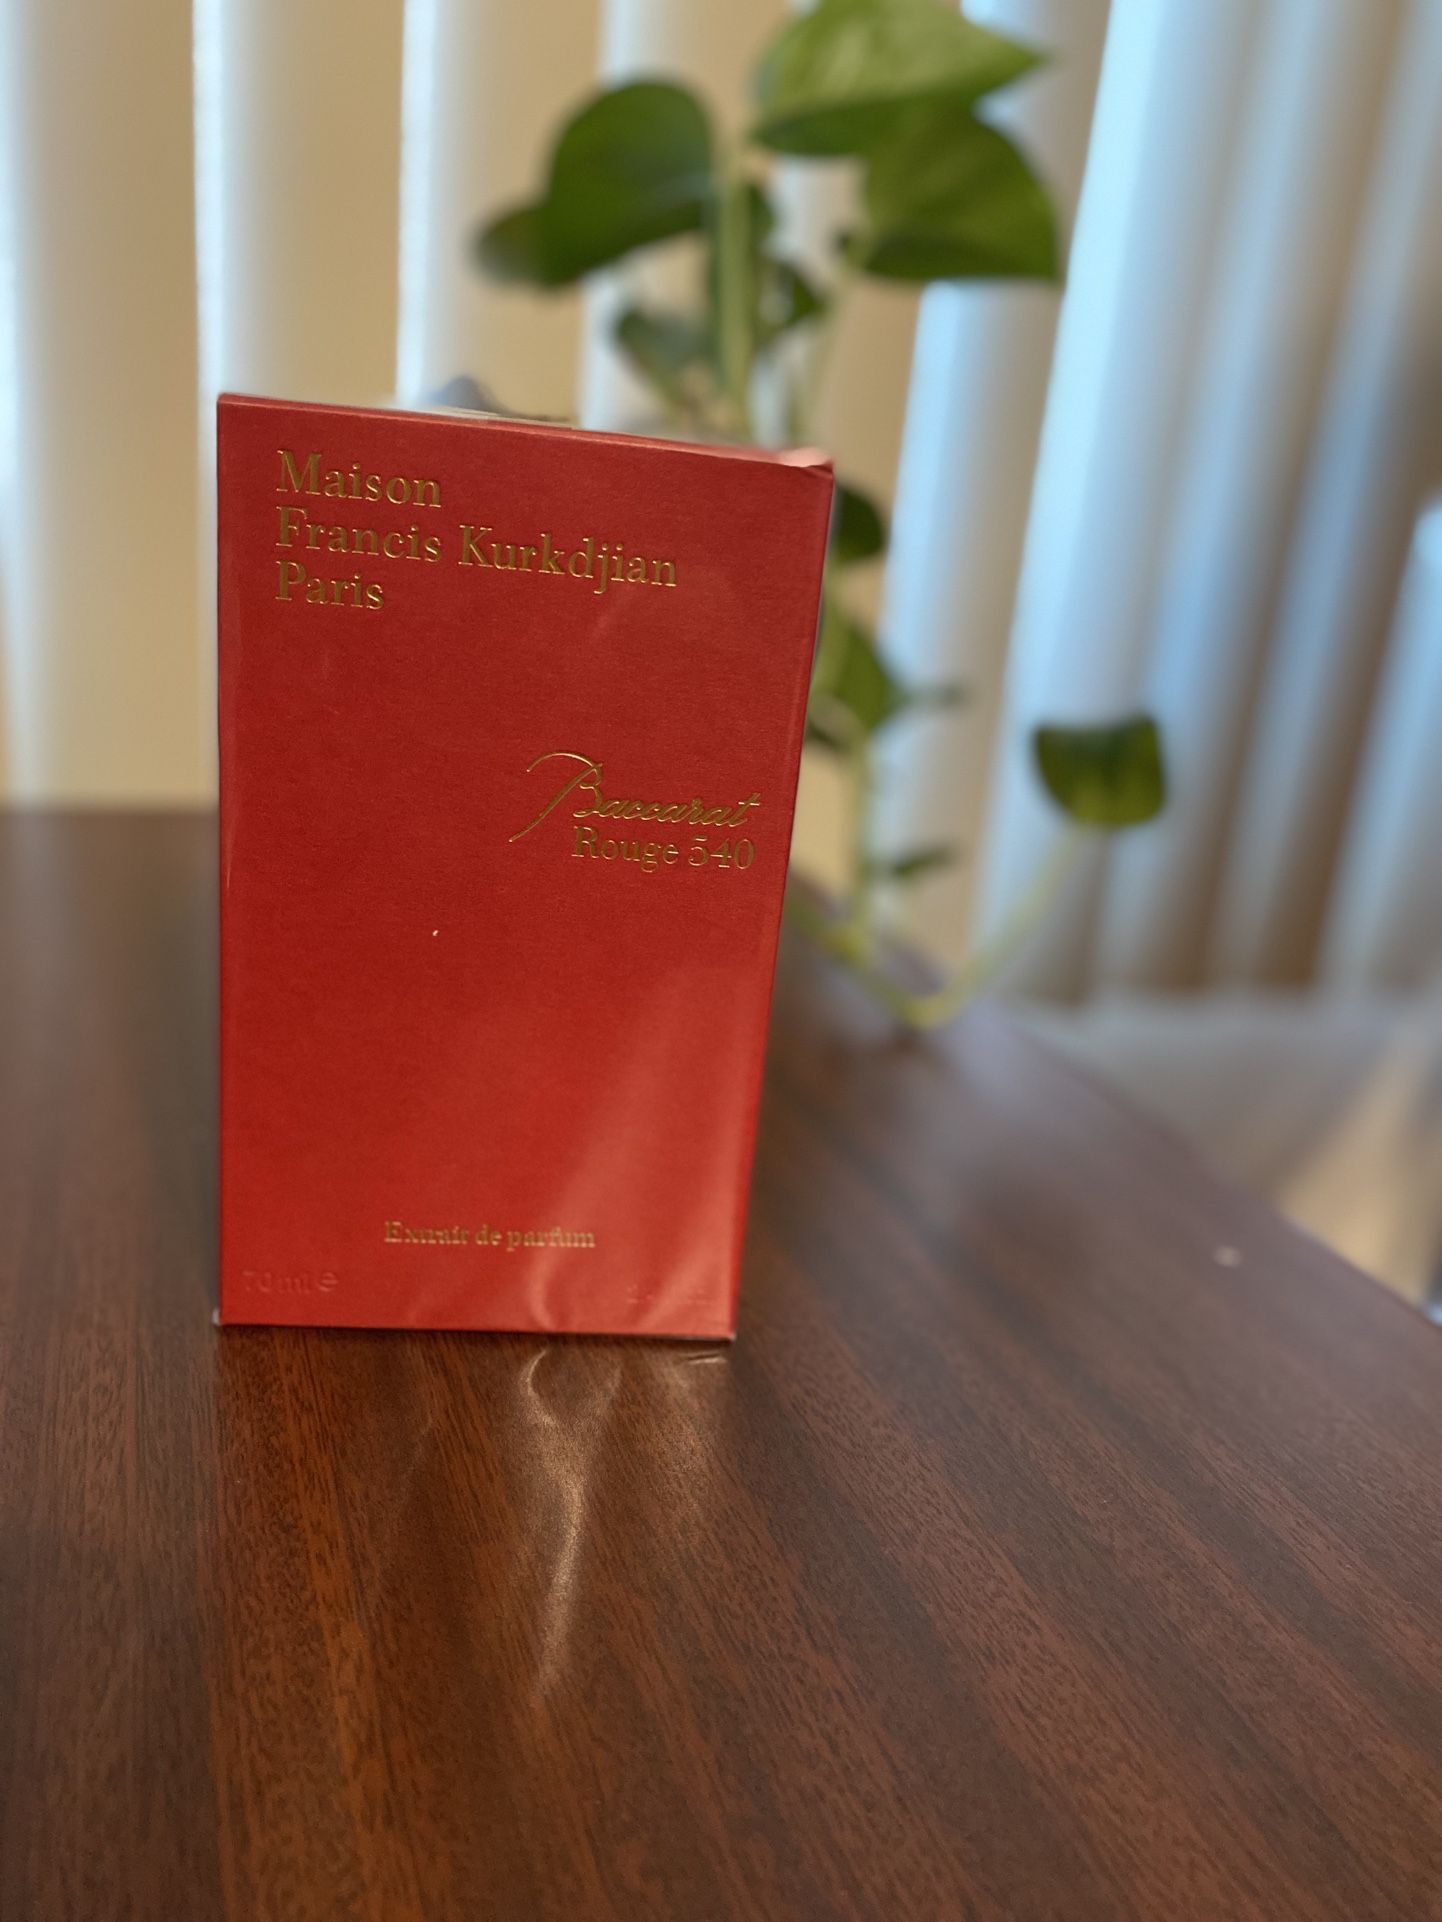 Maison
Francis Kurkdjian
Paris
Baccarat
Rouge 540
Extrait de parfum
70 ml ℮